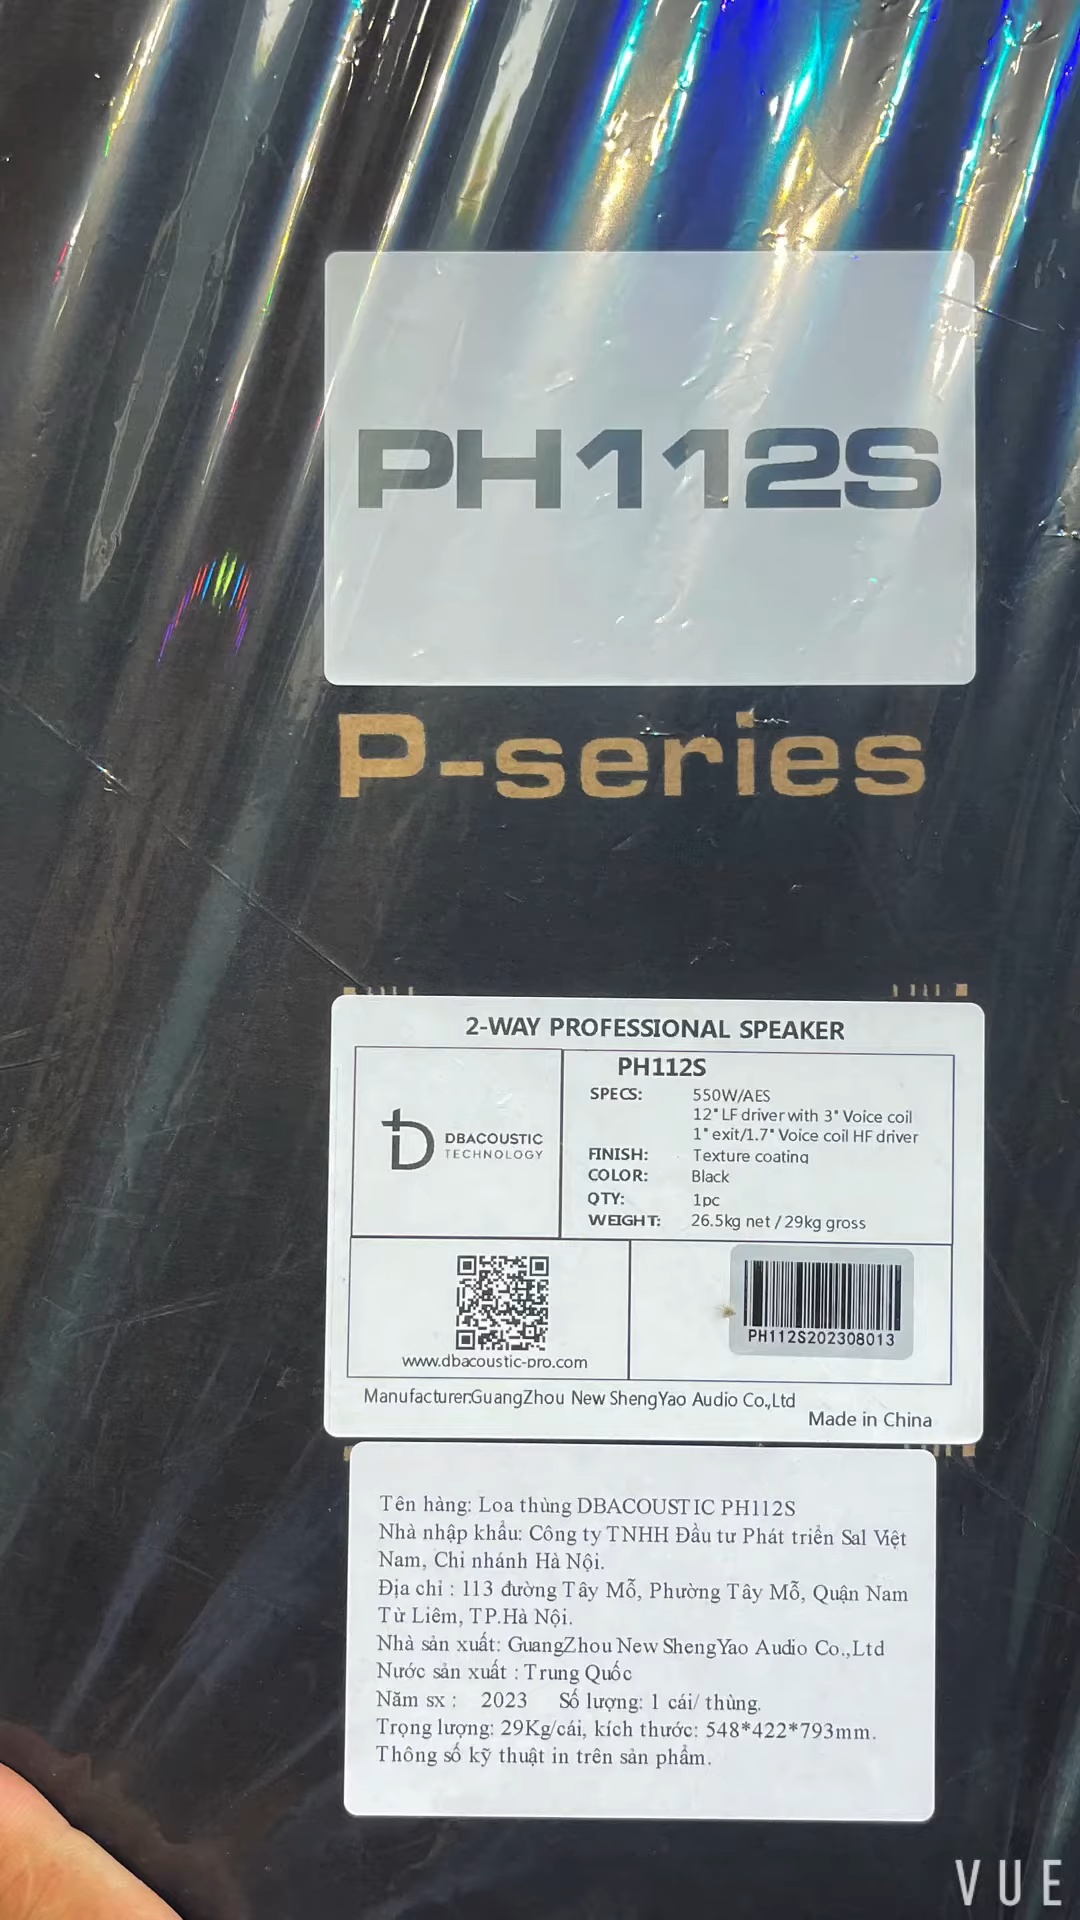 PH112S
P-series
2-WAY PROFESSIONAL SPEAKER
DBACOUSTIC
TECHNOLOGY
PH112S
SPECS: 550W/AES
12" LF driver with 3" Voice coil
1" exit/1.7" Voice coil HF driver
FINISH: Texture coating
COLOR: Black
QTY: 1pc
WEIGHT: 26.5kg net / 29kg gross
www.dbacoustic-pro.com
PH112S202308013
Manufacturer:GuangZhou New ShengYao Audio Co.,Ltd
Made in China
Tên hàng: Loa thùng DBACOUSTIC PH112S
Nhà nhập khẩu: Công ty TNHH Đầu tư Phát triển Sal Việt
Nam, Chi nhánh Hà Nội.
Địa chỉ : 113 đường Tây Mỗ, Phường Tây Mỗ, Quận Nam
Từ Liêm, TP.Hà Nội.
Nhà sản xuất: GuangZhou New ShengYao Audio Co.,Ltd
Nước sản xuất : Trung Quốc
Năm sx : 2023 Số lượng: 1 cái/ thùng.
Trọng lượng: 29Kg/cái, kích thước: 548*422*793mm.
Thông số kỹ thuật in trên sản phẩm.
VUE